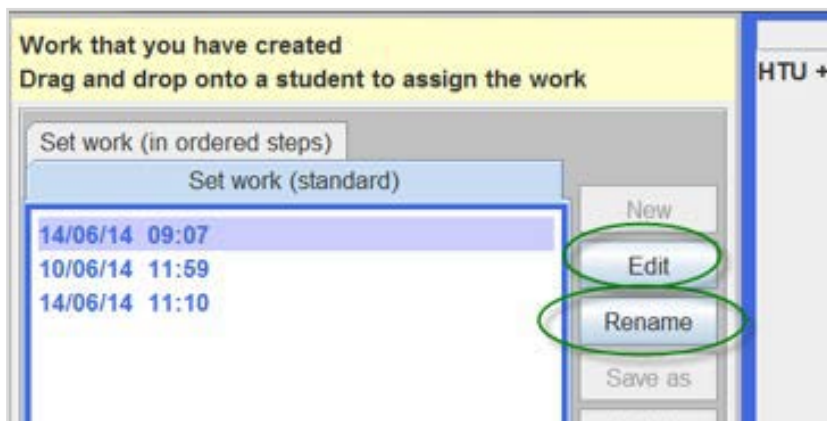 Work that you have created
Drag and drop onto a student to assign the work
HTU +
Set work (in ordered steps)
Set work (standard)
14/06/14 09:07
10/06/14 11:59
14/06/14 11:10
New
Edit
Rename
Save as